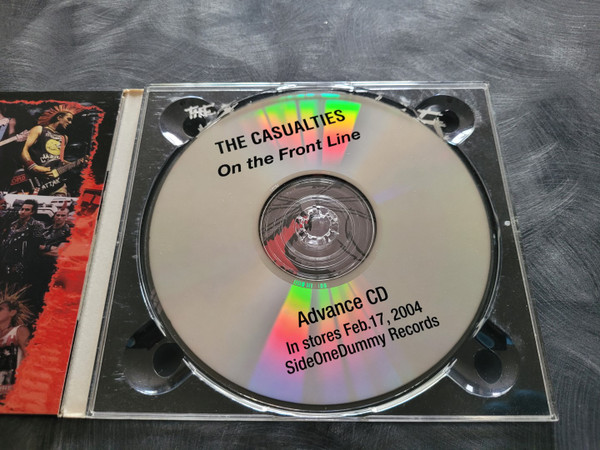 THE CASUALTIES
On the Front Line
Advance CD
In stores Feb.17, 2004
SideOneDummy Records